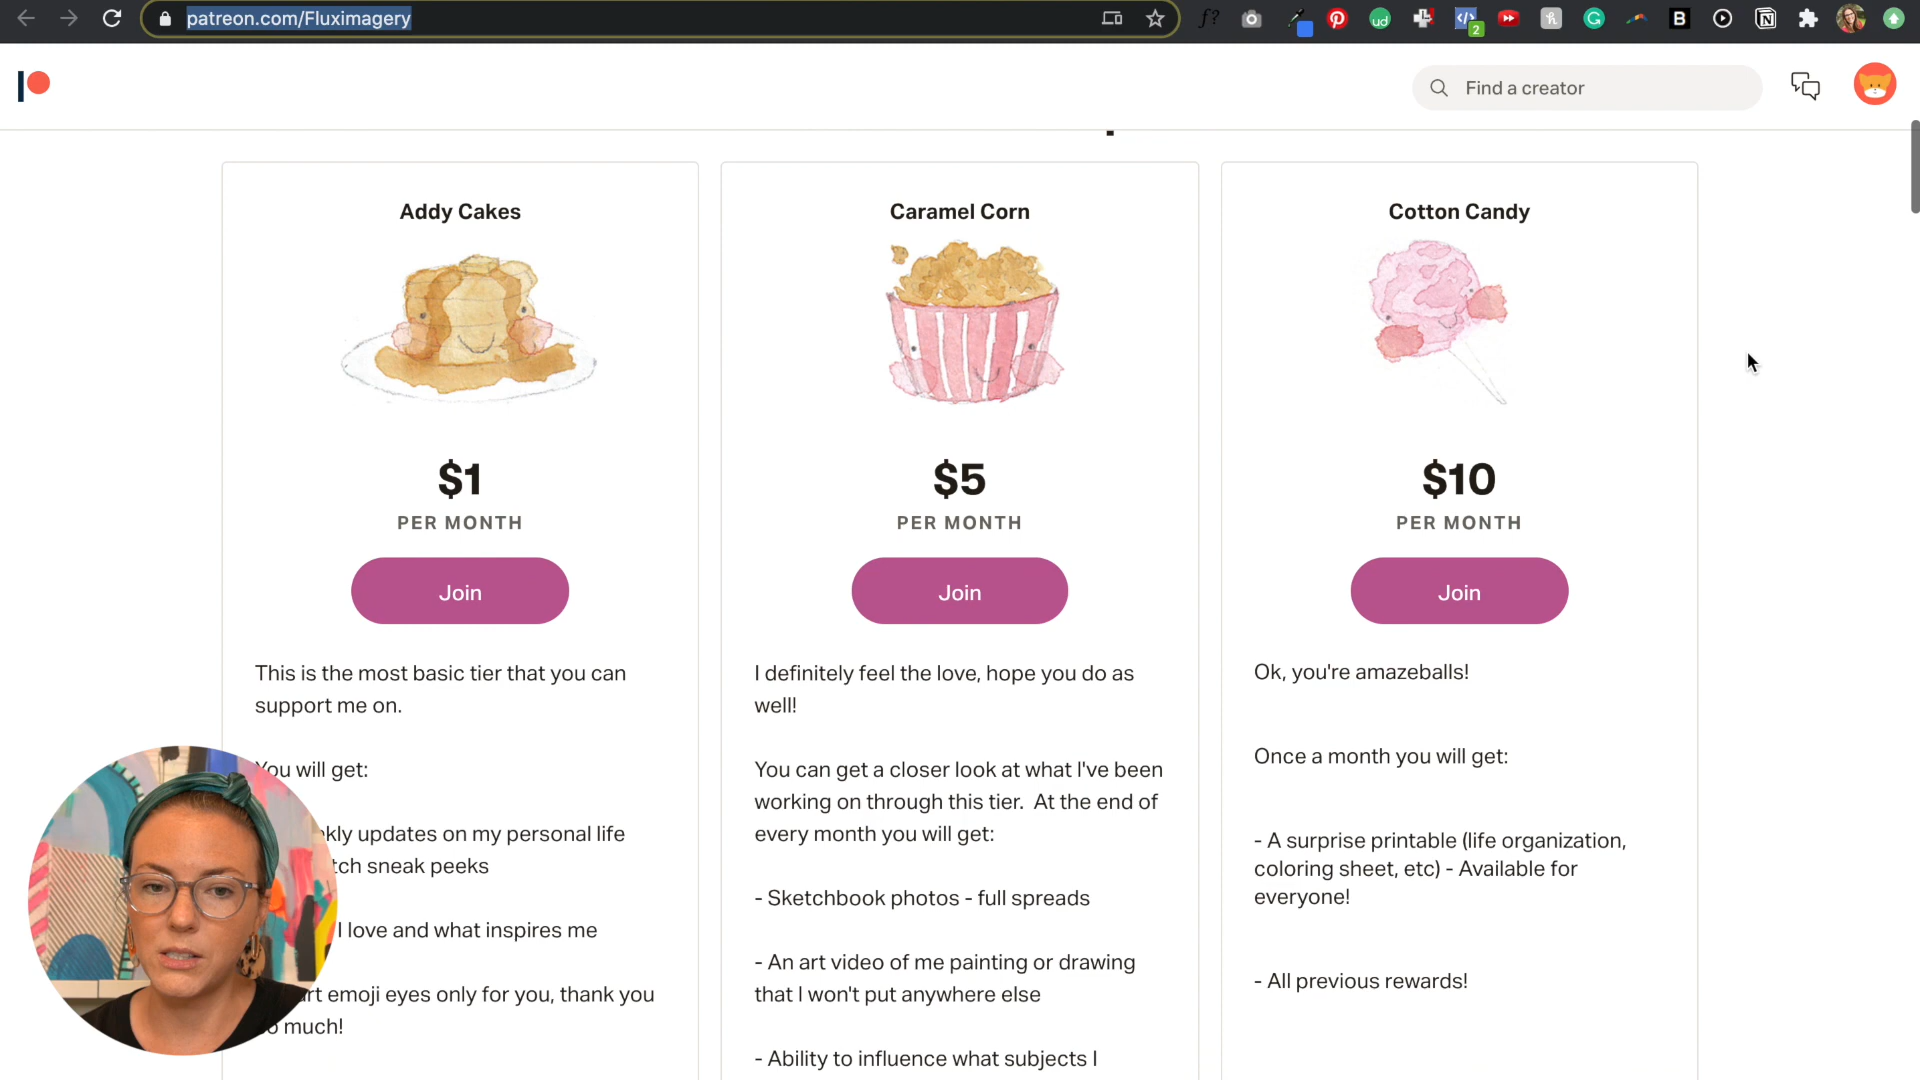 patreon.com/Fluximagery
f?
ud
2
B
Find a creator
Addy Cakes
Caramel Corn
Cotton Candy
$1
PER MONTH
Join
$5
PER MONTH
Join
$10
PER MONTH
Join
This is the most basic tier that you can
support me on.
You will get:
kly updates on my personal life
tch sneak peeks
I love and what inspires me
rt emoji eyes only for you, thank you
o much!
I definitely feel the love, hope you do as
well!
You can get a closer look at what I've been
working on through this tier. At the end of
every month you will get:
- Sketchbook photos - full spreads
- An art video of me painting or drawing
that I won't put anywhere else
- Ability to influence what subjects I
Ok, you're amazeballs!
Once a month you will get:
- A surprise printable (life organization,
coloring sheet, etc) - Available for
everyone!
- All previous rewards!